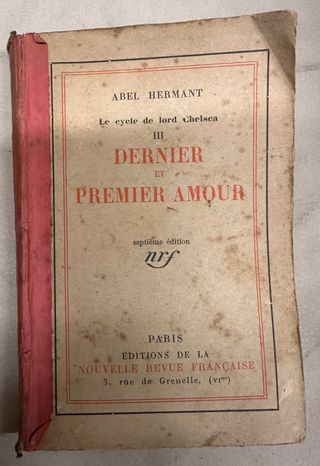 ABEL HERMANT
Le cycle de lord Chelsea
III
DERNIER
ET
PREMIER AMOUR
septième édition
nrf
PARIS
ÉDITIONS DE LA
NOUVELLE REVUE FRANÇAISE
3, rue de Grenelle, (VIme)